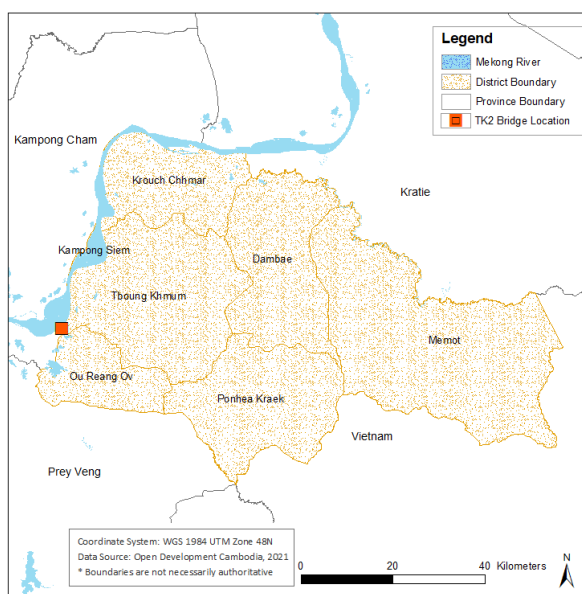 Legend
Mekong River
District Boundary
Province Boundary
TK2 Bridge Location
Kampong Cham
Krouch Chhmar
Kratie
Kampong Siem
Dambae
Tboung Khmum
Memot
Ou Reang Ov
Ponhea Kraek
Vietnam
Prey Veng
Coordinate System: WGS 1984 UTM Zone 48N
Data Source: Open Development Cambodia, 2021
* Boundaries are not necessarily authoritative
N
0 20 40 Kilometers